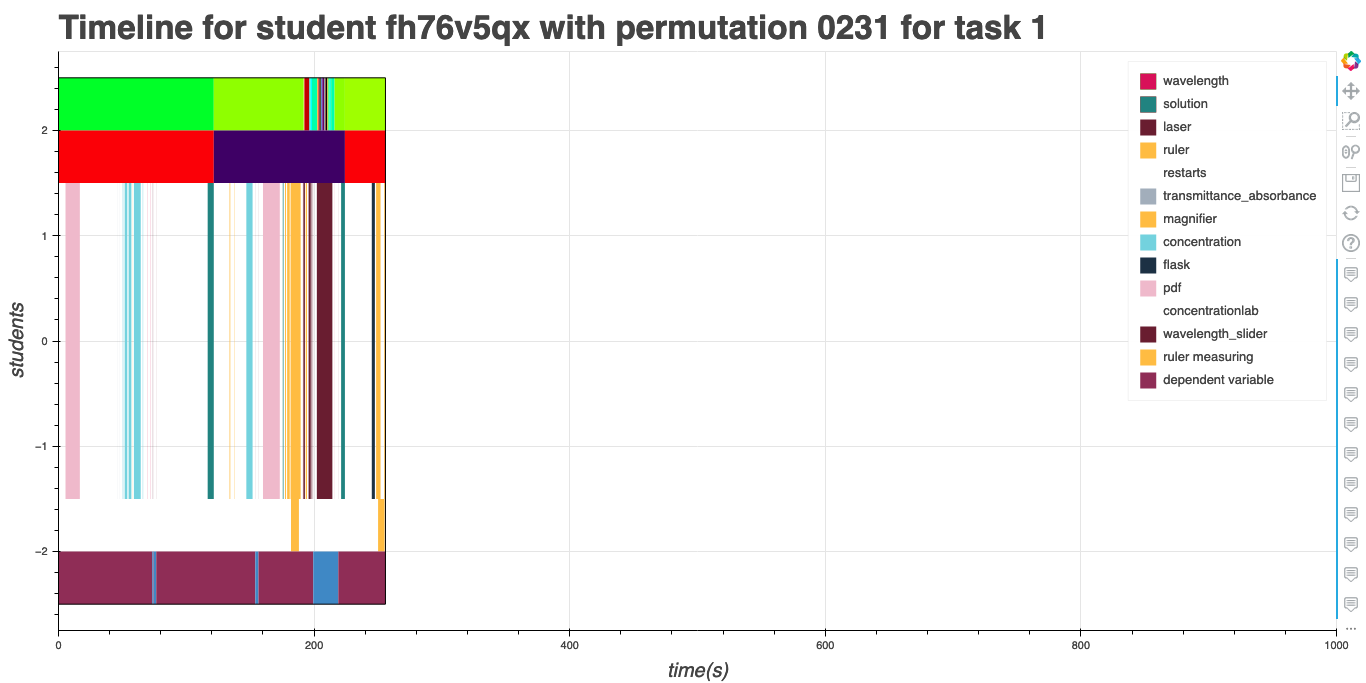 Timeline for student fh76v5qx with permutation 0231 for task 1
wavelength
solution
laser
ruler
restarts
transmittance_absorbance
magnifier
concentration
flask
pdf
concentrationlab
wavelength_slider
ruler measuring
dependent variable
students
2
1
0
−1
−2
0 200 400 600 800 1000
time(s)